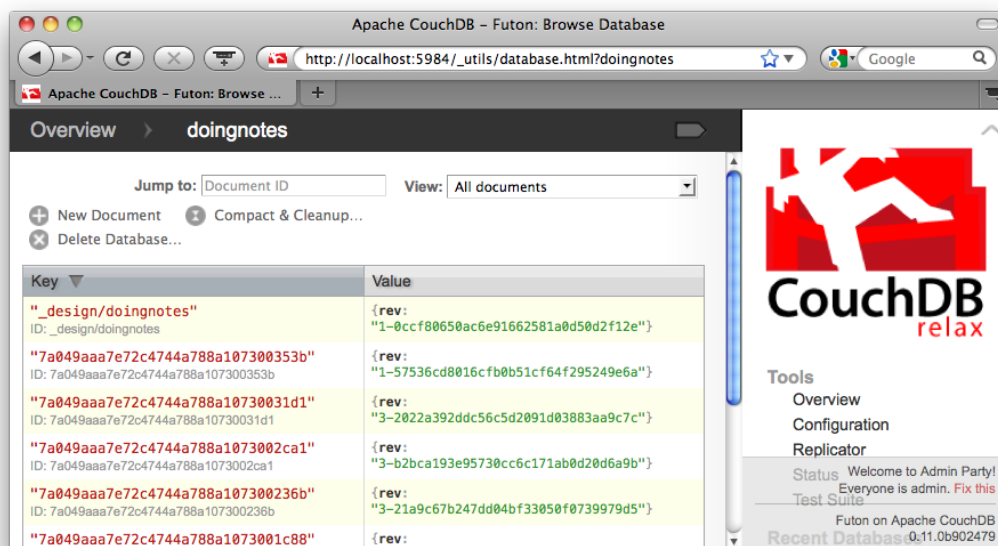 Apache CouchDB – Futon: Browse Database
http://localhost:5984/_utils/database.html?doingnotes
Google
Apache CouchDB – Futon: Browse ...
Overview
doingnotes
Jump to: Document ID
View: All documents
New Document
Compact & Cleanup...
Delete Database...
Key
Value
"_design/doingnotes"
ID: _design/doingnotes
{rev:
"1-0ccf80650ac6e91662581a0d50d2f12e"}
"7a049aaa7e72c4744a788a107300353b"
ID: 7a049aaa7e72c4744a788a107300353b
{rev:
"1-57536cd8016cfb0b51cf64f295249e6a"}
"7a049aaa7e72c4744a788a10730031d1"
ID: 7a049aaa7e72c4744a788a10730031d1
{rev:
"3-2022a392ddc56c5d2091d03883aa9c7c"}
"7a049aaa7e72c4744a788a1073002ca1"
ID: 7a049aaa7e72c4744a788a1073002ca1
{rev:
"3-b2bca193e95730cc6c171ab0d20d6a9b"}
"7a049aaa7e72c4744a788a107300236b"
ID: 7a049aaa7e72c4744a788a107300236b
{rev:
"3-21a9c67b247dd04bf33050f0739979d5"}
"7a049aaa7e72c4744a788a1073001c88"
{rev:
CouchDB
relax
Tools
Overview
Configuration
Replicator
Status
Test Suite
Recent Databases
Welcome to Admin Party!
Everyone is admin. Fix this
Futon on Apache CouchDB
0.11.0b902479